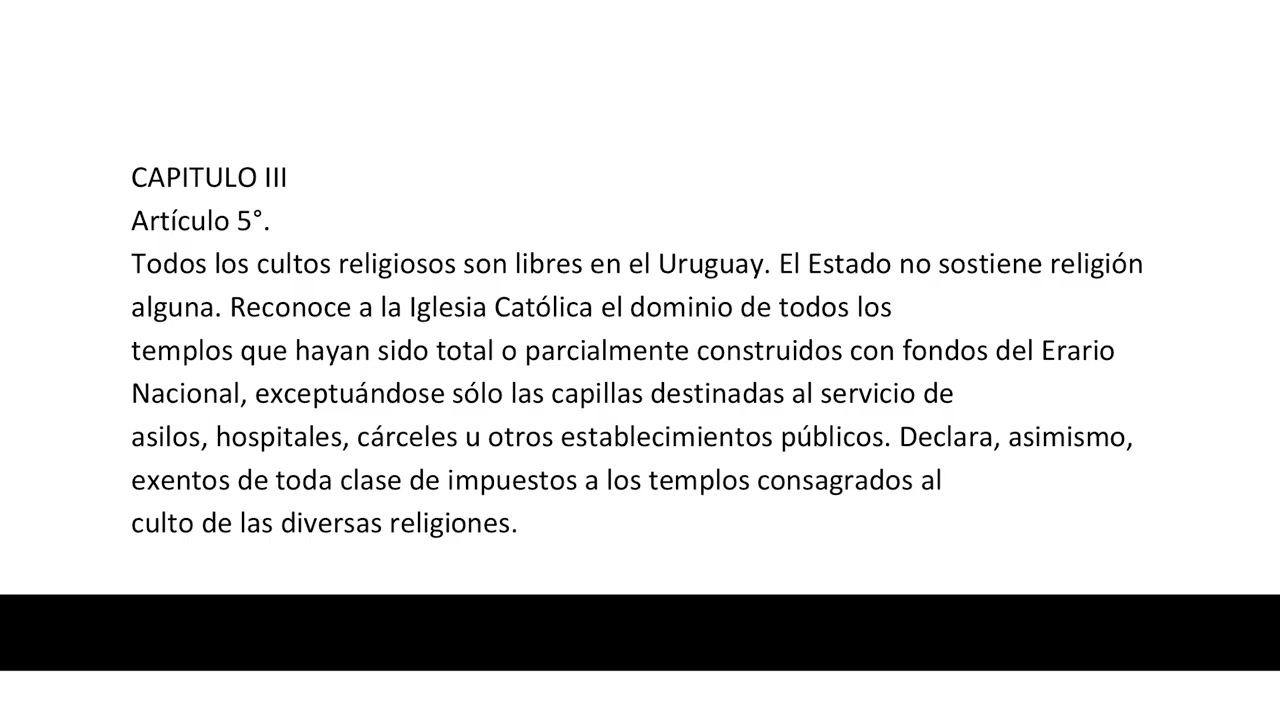 CAPITULO III
Artículo 5°.
Todos los cultos religiosos son libres en el Uruguay. El Estado no sostiene religión
alguna. Reconoce a la Iglesia Católica el dominio de todos los
templos que hayan sido total o parcialmente construidos con fondos del Erario
Nacional, exceptuándose sólo las capillas destinadas al servicio de
asilos, hospitales, cárceles u otros establecimientos públicos. Declara, asimismo,
exentos de toda clase de impuestos a los templos consagrados al
culto de las diversas religiones.